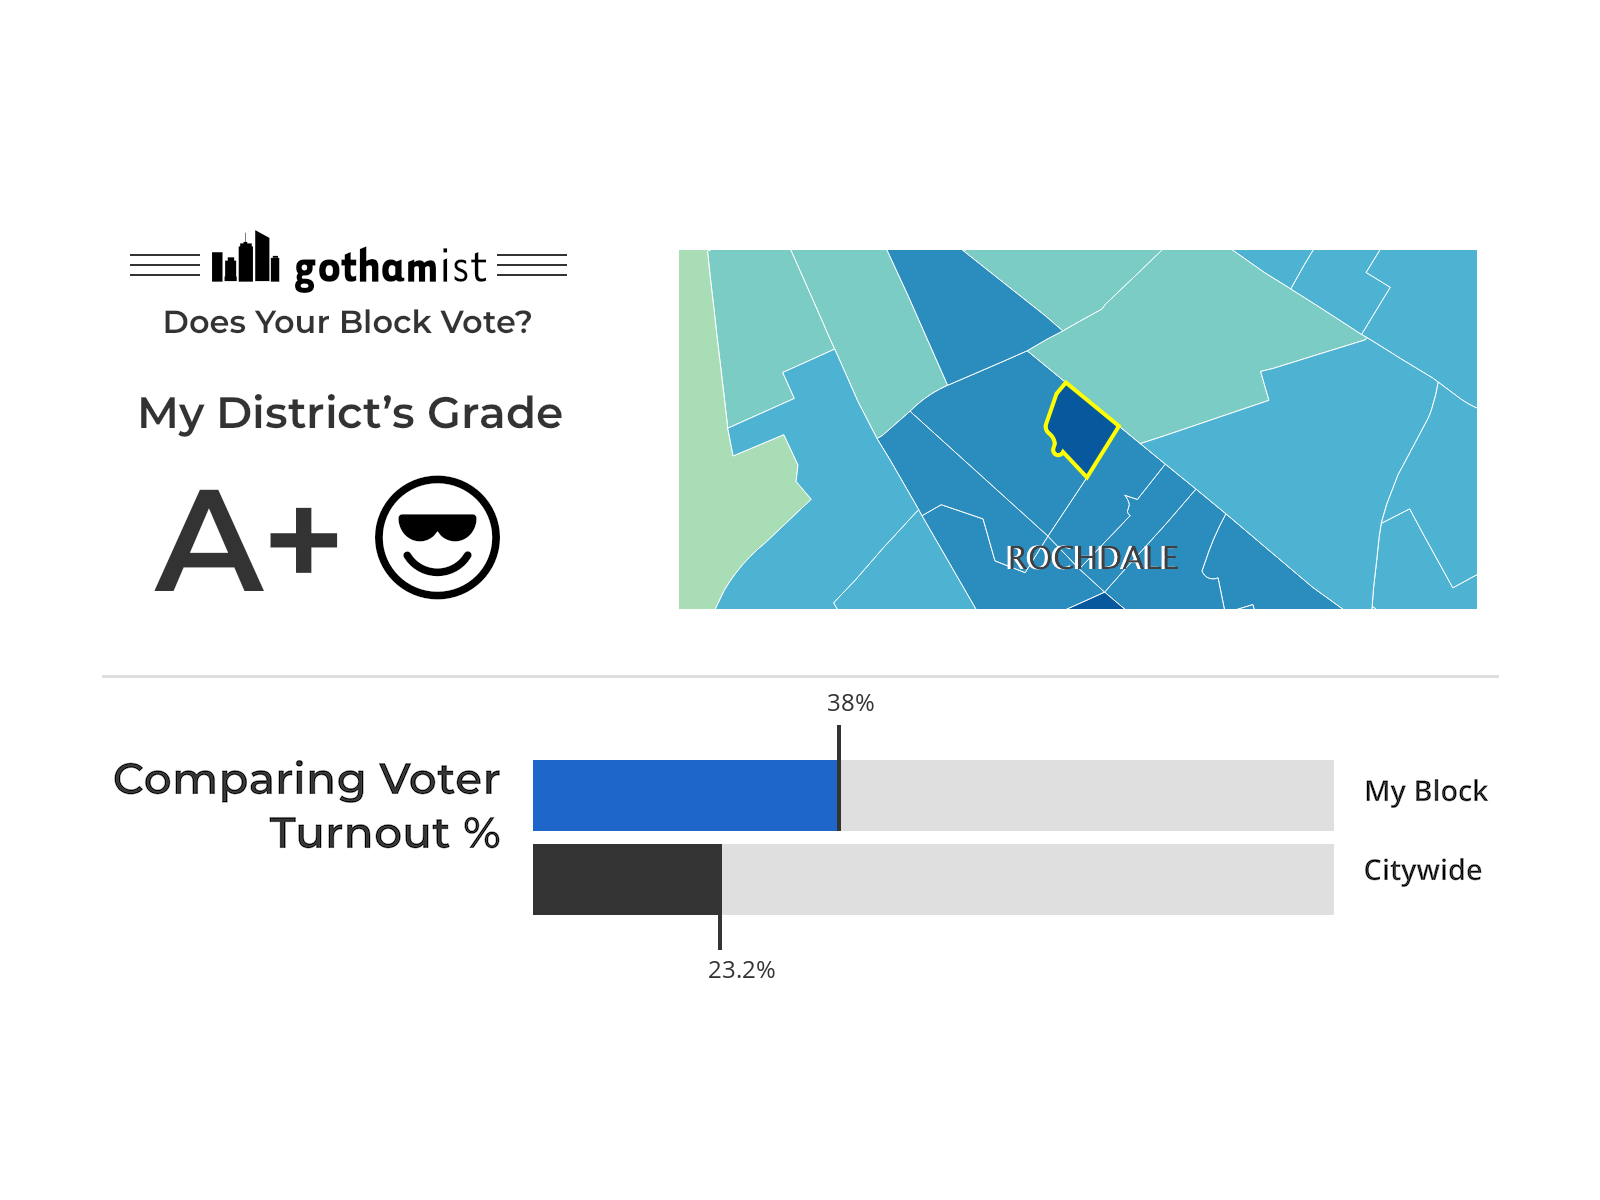 gothamist
Does Your Block Vote?
My District’s Grade
A+
ROCHDALE
Comparing Voter
Turnout %
38%
My Block
Citywide
23.2%